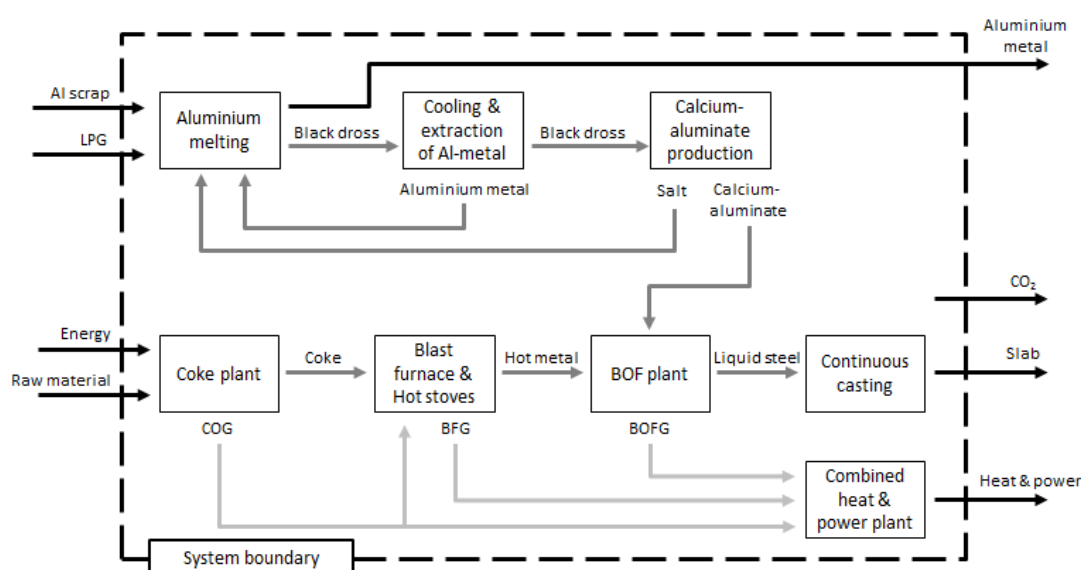 Aluminium
metal
Al scrap
LPG
Aluminium
melting
Black dross
Cooling &
extraction
of Al-metal
Black dross
Calcium-
aluminate
production
Aluminium metal
Salt
Calcium-
aluminate
CO₂
Energy
Raw material
Coke plant
Coke
Blast
furnace &
Hot stoves
Hot metal
BOF plant
Liquid steel
Continuous
casting
Slab
COG
BFG
BOFG
Combined
heat &
power plant
Heat & power
System boundary